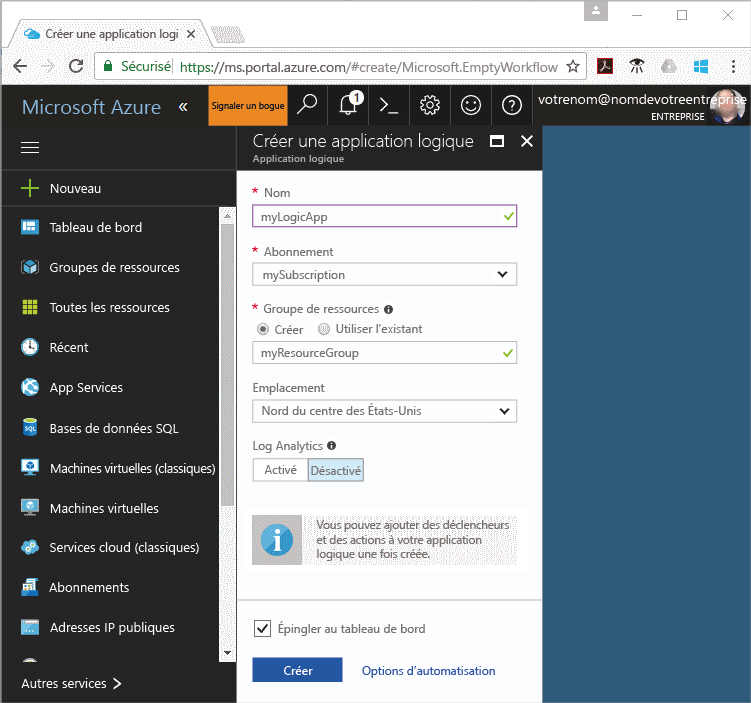 Créer une application logi
Sécurisé https://ms.portal.azure.com/#create/Microsoft.EmptyWorkflow
Microsoft Azure «
Signaler un bogue
1
votrenom@nomdevotreentreprise
ENTREPRISE
Créer une application logique
Application logique
Nouveau
Tableau de bord
Groupes de ressources
Toutes les ressources
Récent
App Services
Bases de données SQL
Machines virtuelles (classiques)
Machines virtuelles
Services cloud (classiques)
Abonnements
Adresses IP publiques
Autres services
* Nom
myLogicApp
* Abonnement
mySubscription
* Groupe de ressources
Créer Utiliser l'existant
myResourceGroup
Emplacement
Nord du centre des États-Unis
Log Analytics
Activé Désactivé
Vous pouvez ajouter des déclencheurs
et des actions à votre application
logique une fois créée.
Épingler au tableau de bord
Créer Options d'automatisation